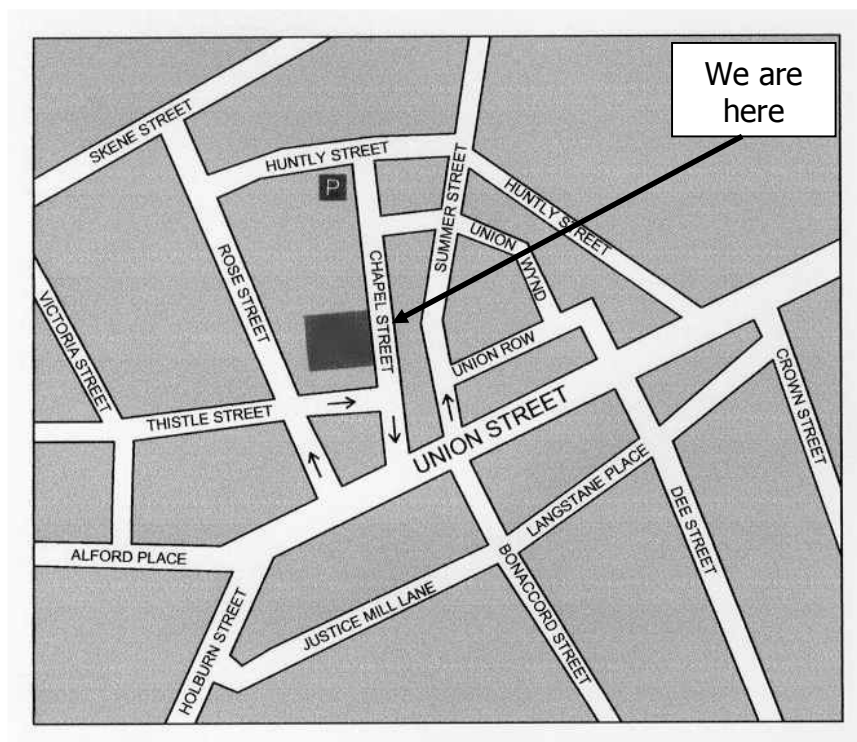 We are
here
SKENE STREET
HUNTLY STREET
P
HUNTLY STREET
SUMMER STREET
UNION
WYND
ROSE STREET
CHAPEL STREET
VICTORIA STREET
UNION ROW
CROWN STREET
THISTLE STREET
UNION STREET
LANGSTANE PLACE
DEE STREET
ALFORD PLACE
BONACCORD STREET
JUSTICE MILL LANE
HOLBURN STREET